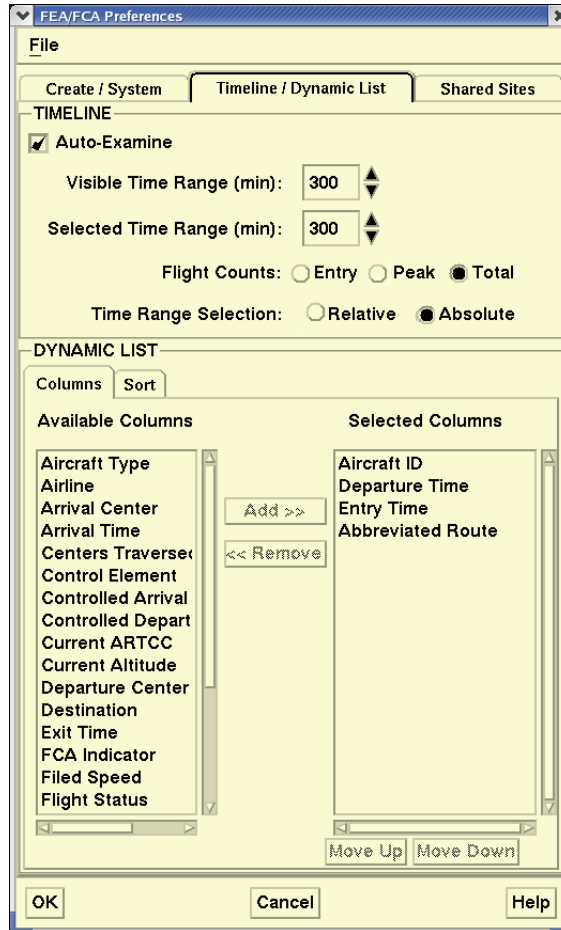 FEA/FCA Preferences
File
Create / System
Timeline / Dynamic List
Shared Sites
TIMELINE
Auto-Examine
Visible Time Range (min): 300
Selected Time Range (min): 300
Flight Counts: Entry Peak Total
Time Range Selection: Relative Absolute
DYNAMIC LIST
Columns Sort
Available Columns
Aircraft Type
Airline
Arrival Center
Arrival Time
Centers Traversed
Control Element
Controlled Arrival
Controlled Depart
Current ARTCC
Current Altitude
Departure Center
Destination
Exit Time
FCA Indicator
Filed Speed
Flight Status
Add >>
<< Remove
Selected Columns
Aircraft ID
Departure Time
Entry Time
Abbreviated Route
Move Up Move Down
OK Cancel Help